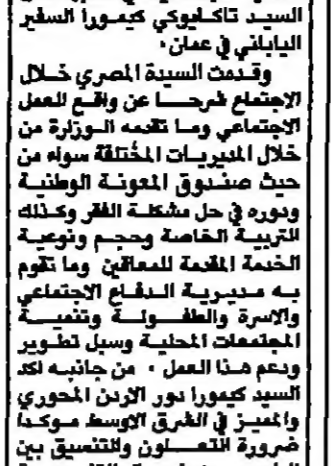 السيد تاكايوكي كيمورا السفير
الياباني في عمان.
وقدمت السيدة المصري خلال
الاجتماع شرحا عن واقع العمل
الاجتماعي وما تقدمه الوزارة من
خلال المديريات المختلفة سواء من
حيث صندوق المعونة الوطنية
ودوره في حل مشكلة الفقر وكذلك
التربية الخاصة وحجم ونوعية
الخدمة المقدمة للمعاقين وما تقوم
به مديرية الدفاع الاجتماعي
والاسرة والطفولة وتنمية
المجتمعات المحلية وسبل تطوير
ودعم هذا العمل. من جانبه اكد
السيد كيمورا دور الاردن المحوري
والمميز في الشرق الاوسط موكدا
ضرورة التعاون والتنسيق بين